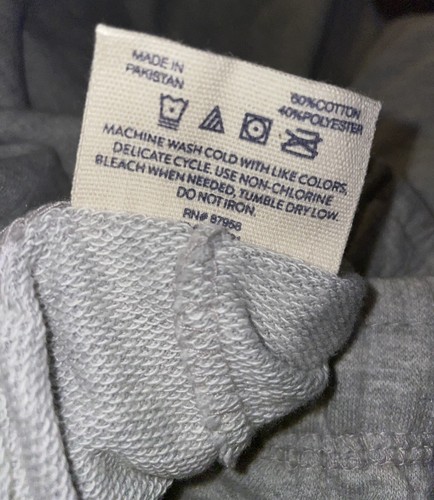 MADE IN
PAKISTAN
60%COTTON
40%POLYESTER
MACHINE WASH COLD WITH LIKE COLORS,
DELICATE CYCLE. USE NON-CHLORINE
BLEACH WHEN NEEDED. TUMBLE DRY LOW.
DO NOT IRON.
RN# 87958